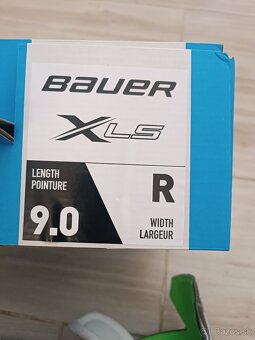 BAUER
XLS
LENGTH
POINTURE
R
9.0
WIDTH
LARGEUR